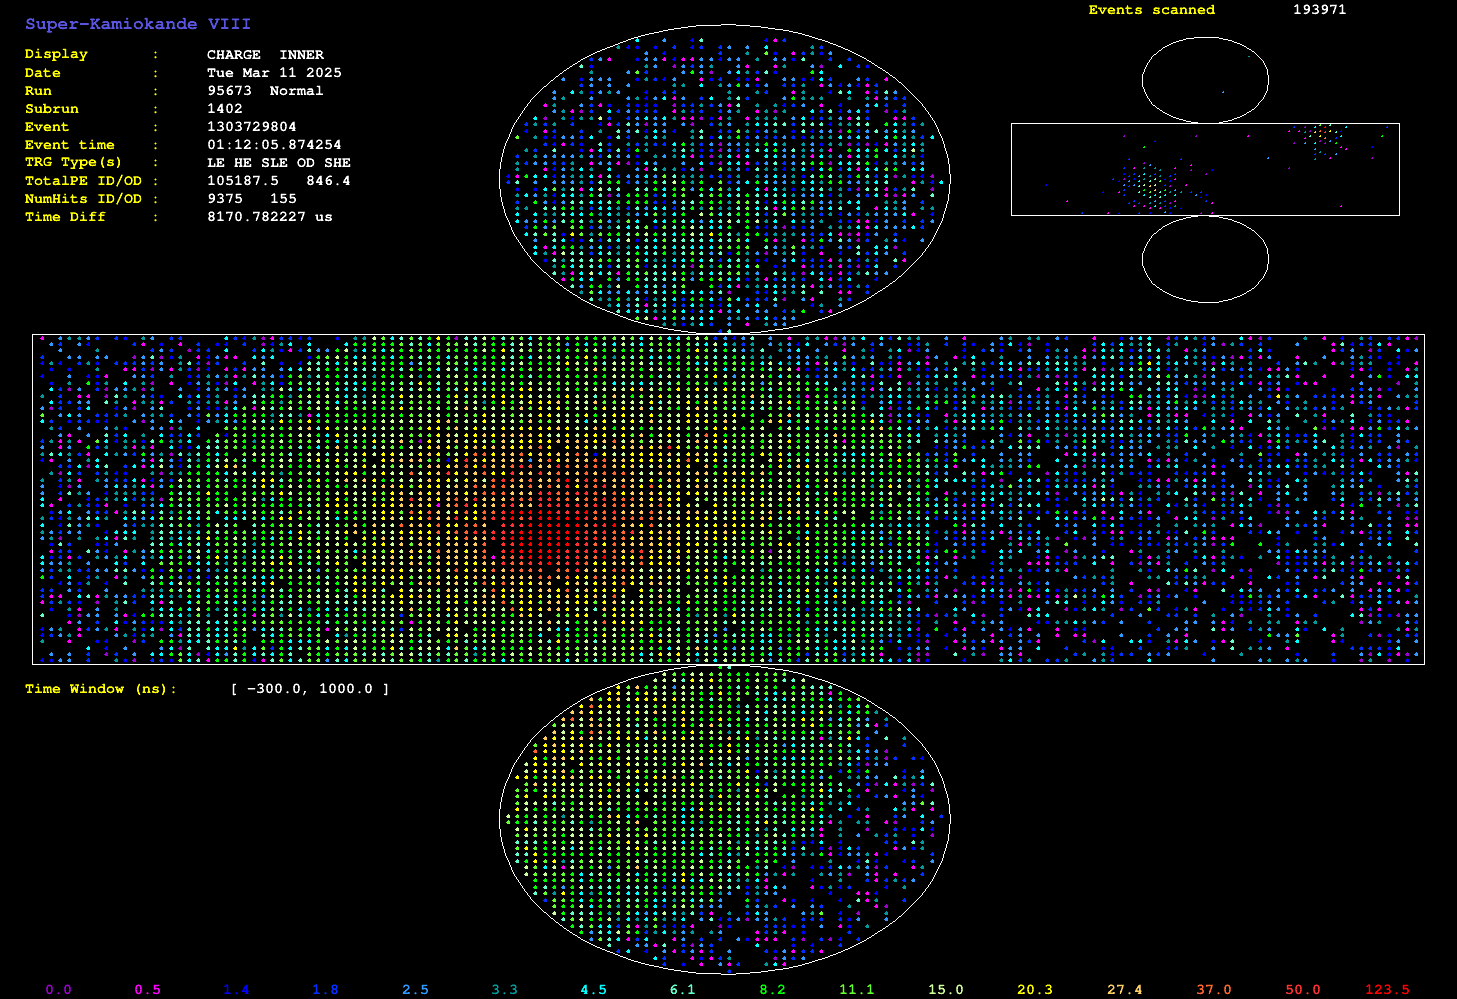 Super-Kamiokande VIII
Display : CHARGE INNER
Date : Tue Mar 11 2025
Run : 95673 Normal
Subrun : 1402
Event : 1303729804
Event time : 01:12:05.874254
TRG Type(s) : LE HE SLE OD SHE
TotalPE ID/OD : 105187.5 846.4
NumHits ID/OD : 9375 155
Time Diff : 8170.782227 us
Events scanned 193971
Time Window (ns): [ -300.0, 1000.0 ]
0.0 0.5 1.4 1.8 2.5 3.3 4.5 6.1 8.2 11.1 15.0 20.3 27.4 37.0 50.0 123.5